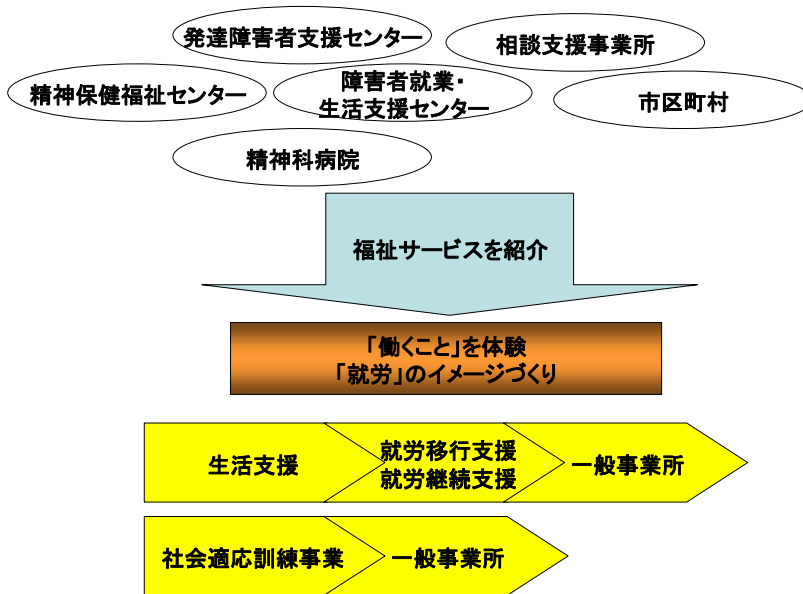 発達障害者支援センター
相談支援事業所
精神保健福祉センター
障害者就業・
生活支援センター
市区町村
精神科病院
福祉サービスを紹介
「働くこと」を体験
「就労」のイメージづくり
生活支援
就労移行支援
就労継続支援
一般事業所
社会適応訓練事業
一般事業所